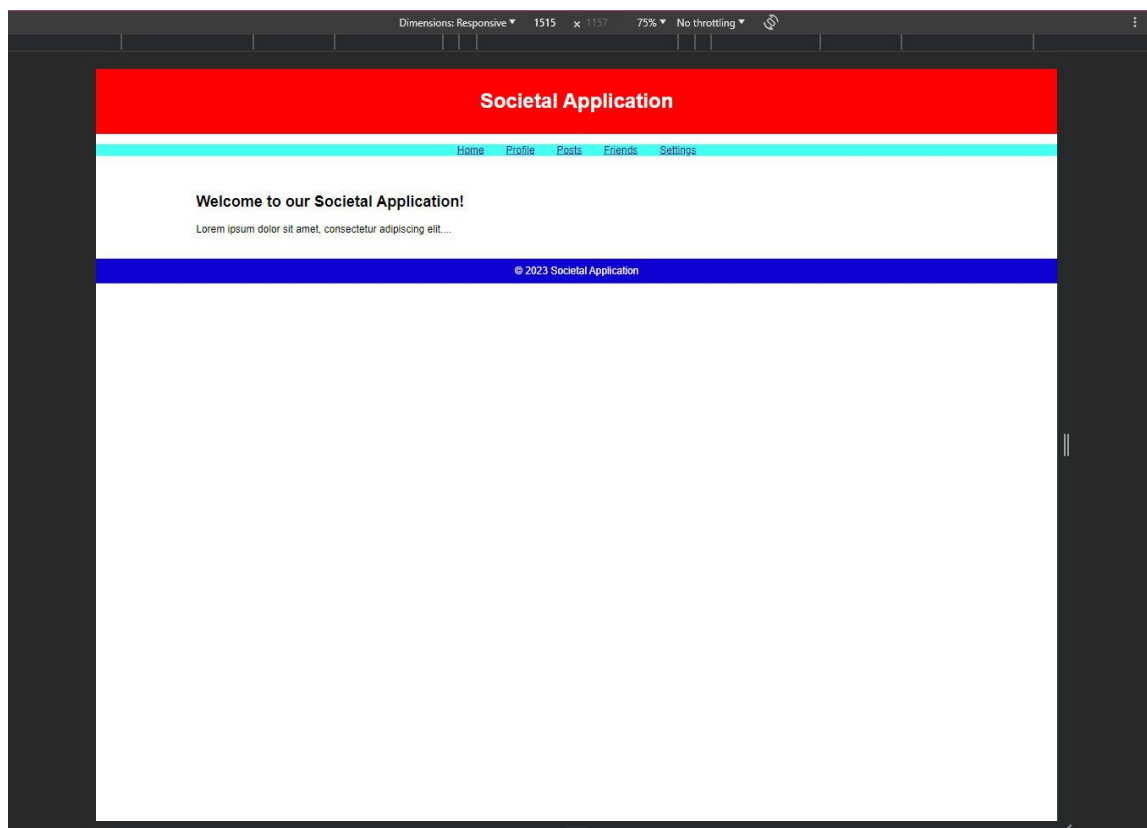 Dimensions: Responsive 1515 x 1157 75% No throttling
Societal Application
Home Profile Posts Friends Settings
Welcome to our Societal Application!
Lorem ipsum dolor sit amet, consectetur adipiscing elit....
© 2023 Societal Application